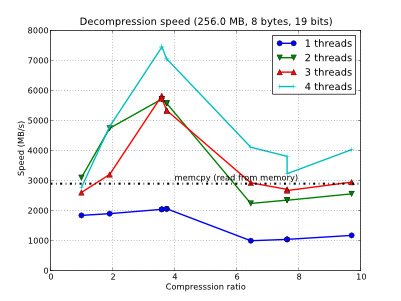 Decompression speed (256.0 MB, 8 bytes, 19 bits)
8000
7000
6000
5000
4000
3000
2000
1000
0
Speed (MB/s)
1 threads
2 threads
3 threads
4 threads
memcpy (read from memory)
0
2
4
6
8
10
Compresssion ratio